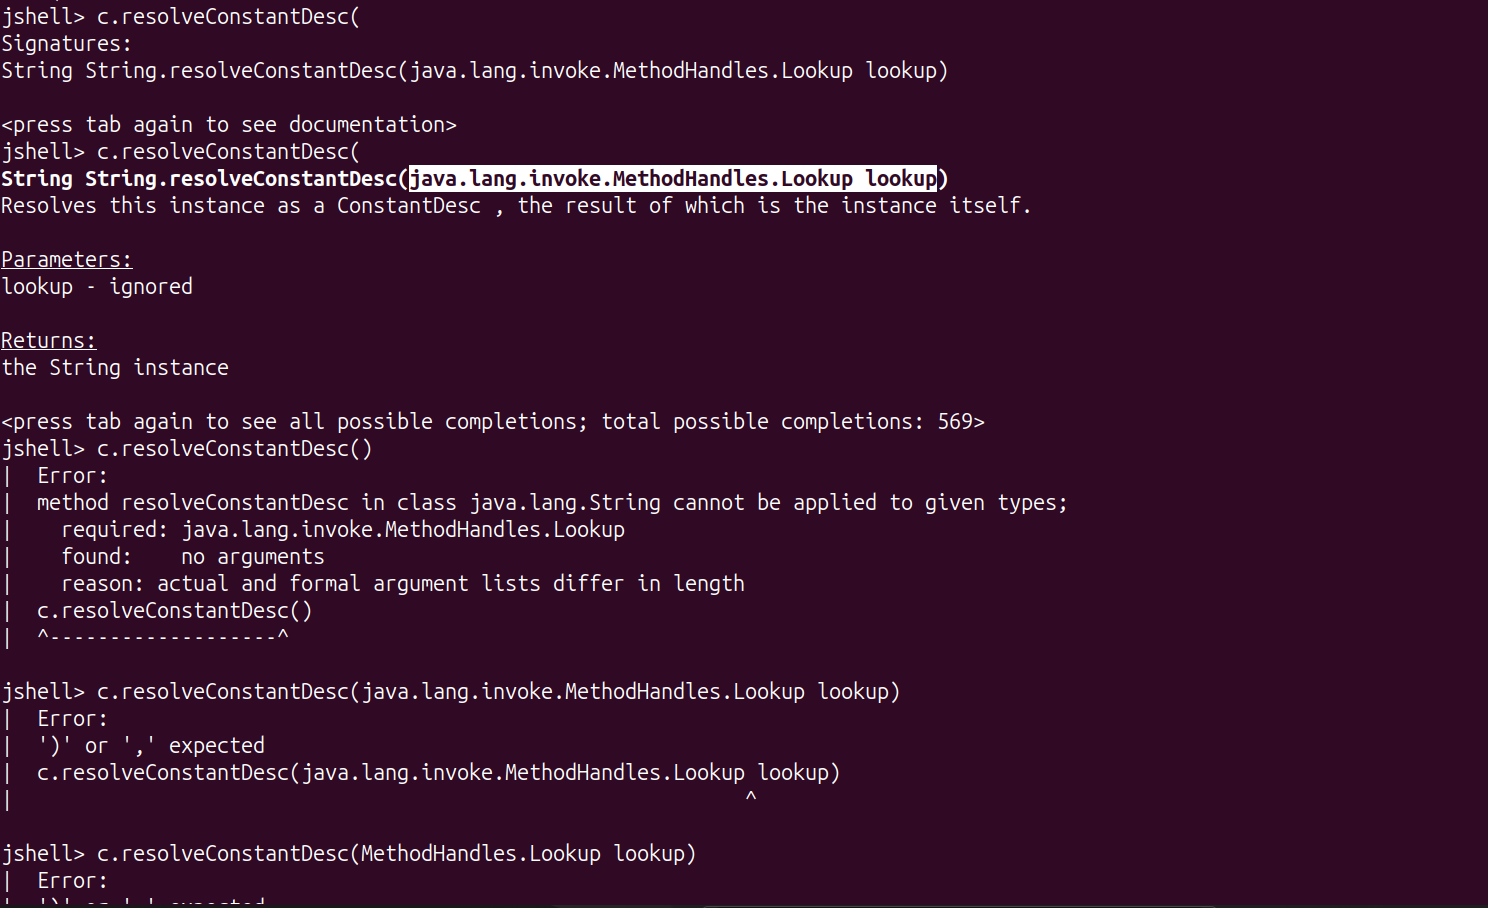 jshell> c.resolveConstantDesc(
Signatures:
String String.resolveConstantDesc(java.lang.invoke.MethodHandles.Lookup lookup)
<press tab again to see documentation>
jshell> c.resolveConstantDesc(
String String.resolveConstantDesc(java.lang.invoke.MethodHandles.Lookup lookup)
Resolves this instance as a ConstantDesc , the result of which is the instance itself.
Parameters:
lookup - ignored
Returns:
the String instance
<press tab again to see all possible completions; total possible completions: 569>
jshell> c.resolveConstantDesc()
|  Error:
|  method resolveConstantDesc in class java.lang.String cannot be applied to given types;
|    required: java.lang.invoke.MethodHandles.Lookup
|    found:    no arguments
|    reason: actual and formal argument lists differ in length
|  c.resolveConstantDesc()
|  ^-------------------^
jshell> c.resolveConstantDesc(java.lang.invoke.MethodHandles.Lookup lookup)
|  Error:
|  ')' or ',' expected
|  c.resolveConstantDesc(java.lang.invoke.MethodHandles.Lookup lookup)
|                                                             ^
jshell> c.resolveConstantDesc(MethodHandles.Lookup lookup)
|  Error:
|  ')' or ',' expected